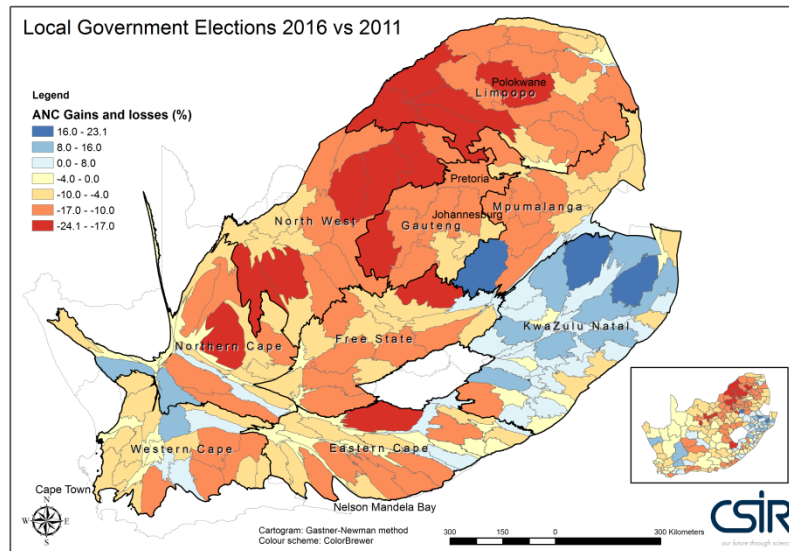 Local Government Elections 2016 vs 2011
Legend
ANC Gains and losses (%)
16.0 - 23.1
8.0 - 16.0
0.0 - 8.0
-4.0 - 0.0
-10.0 - -4.0
-17.0 - -10.0
-24.1 - -17.0
Polokwane
Limpopo
Pretoria
Mpumalanga
North West
Johannesburg
Gauteng
KwaZulu Natal
Free State
Northern Cape
Western Cape
Eastern Cape
Cape Town
Nelson Mandela Bay
N
W
E
S
Cartogram: Gastner-Newman method
Colour scheme: ColorBrewer
300 150 0 300 Kilometers
CSIR
our future through science